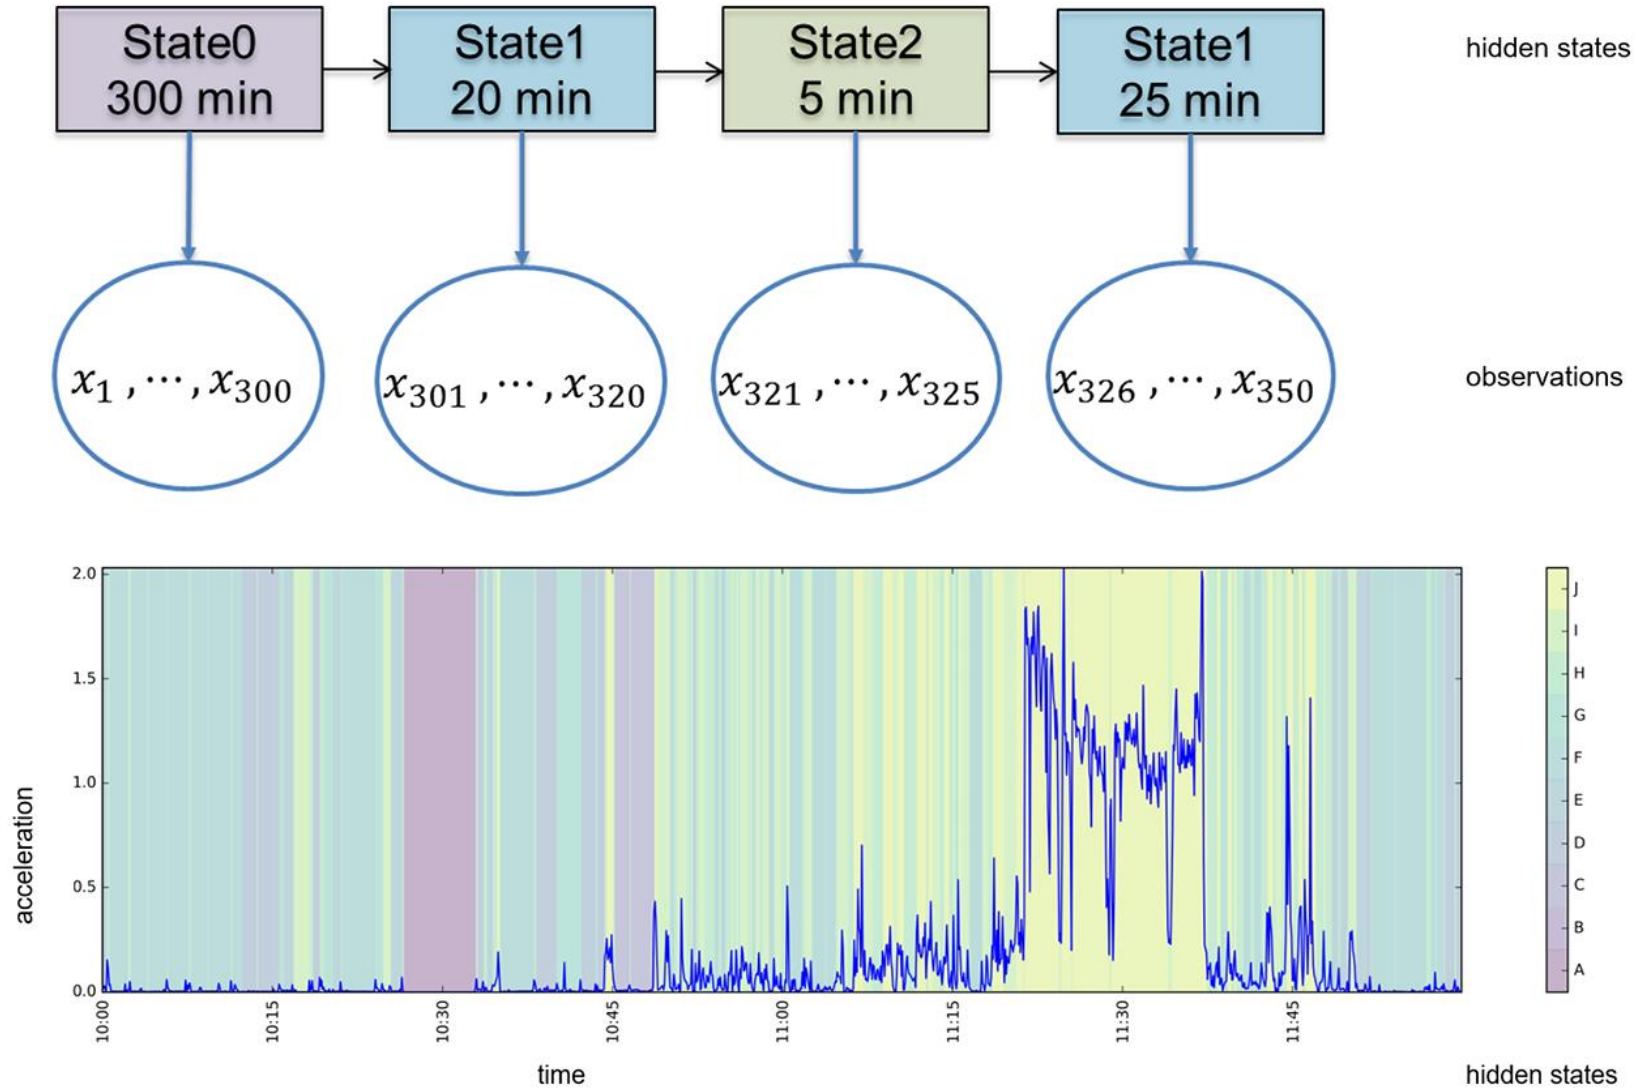 State0
300 min
State1
20 min
State2
5 min
State1
25 min
hidden states
x₁ , ⋯ , x₃₀₀
x₃₀₁ , ⋯ , x₃₂₀
x₃₂₁ , ⋯ , x₃₂₅
x₃₂₆ , ⋯ , x₃₅₀
observations
acceleration
2.0
1.5
1.0
0.5
0.0
10:00
10:15
10:30
10:45
11:00
11:15
11:30
11:45
time
J
I
H
G
F
E
D
C
B
A
hidden states